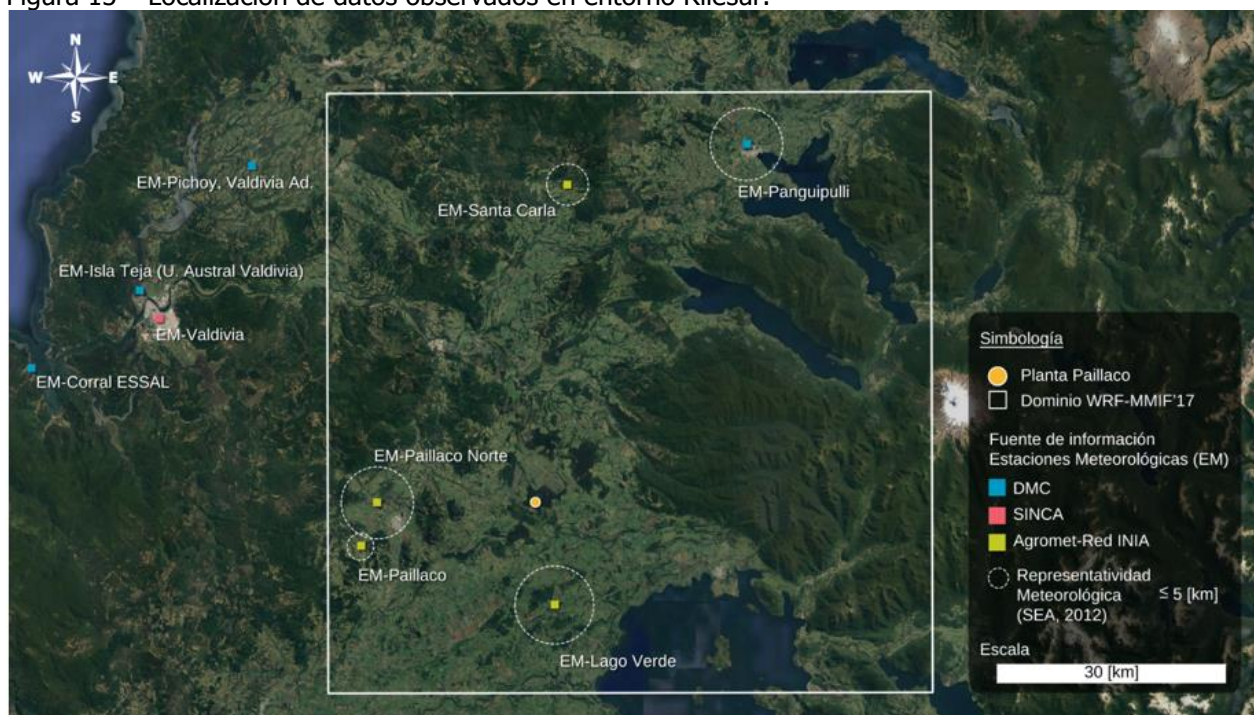 Figura 15 – Localización de datos observados en entorno Rilesur.
N
W E
S
EM-Pichoy, Valdivia Ad.
EM-Santa Carla
EM-Panguipulli
EM-Isla Teja (U. Austral Valdivia)
EM-Valdivia
EM-Corral ESSAL
EM-Paillaco Norte
EM-Paillaco
EM-Lago Verde
Simbología
Planta Paillaco
Dominio WRF-MMIF'17
Fuente de información
Estaciones Meteorológicas (EM)
DMC
SINCA
Agromet-Red INIA
Representatividad
Meteorológica ≤ 5 [km]
(SEA, 2012)
Escala
30 [km]